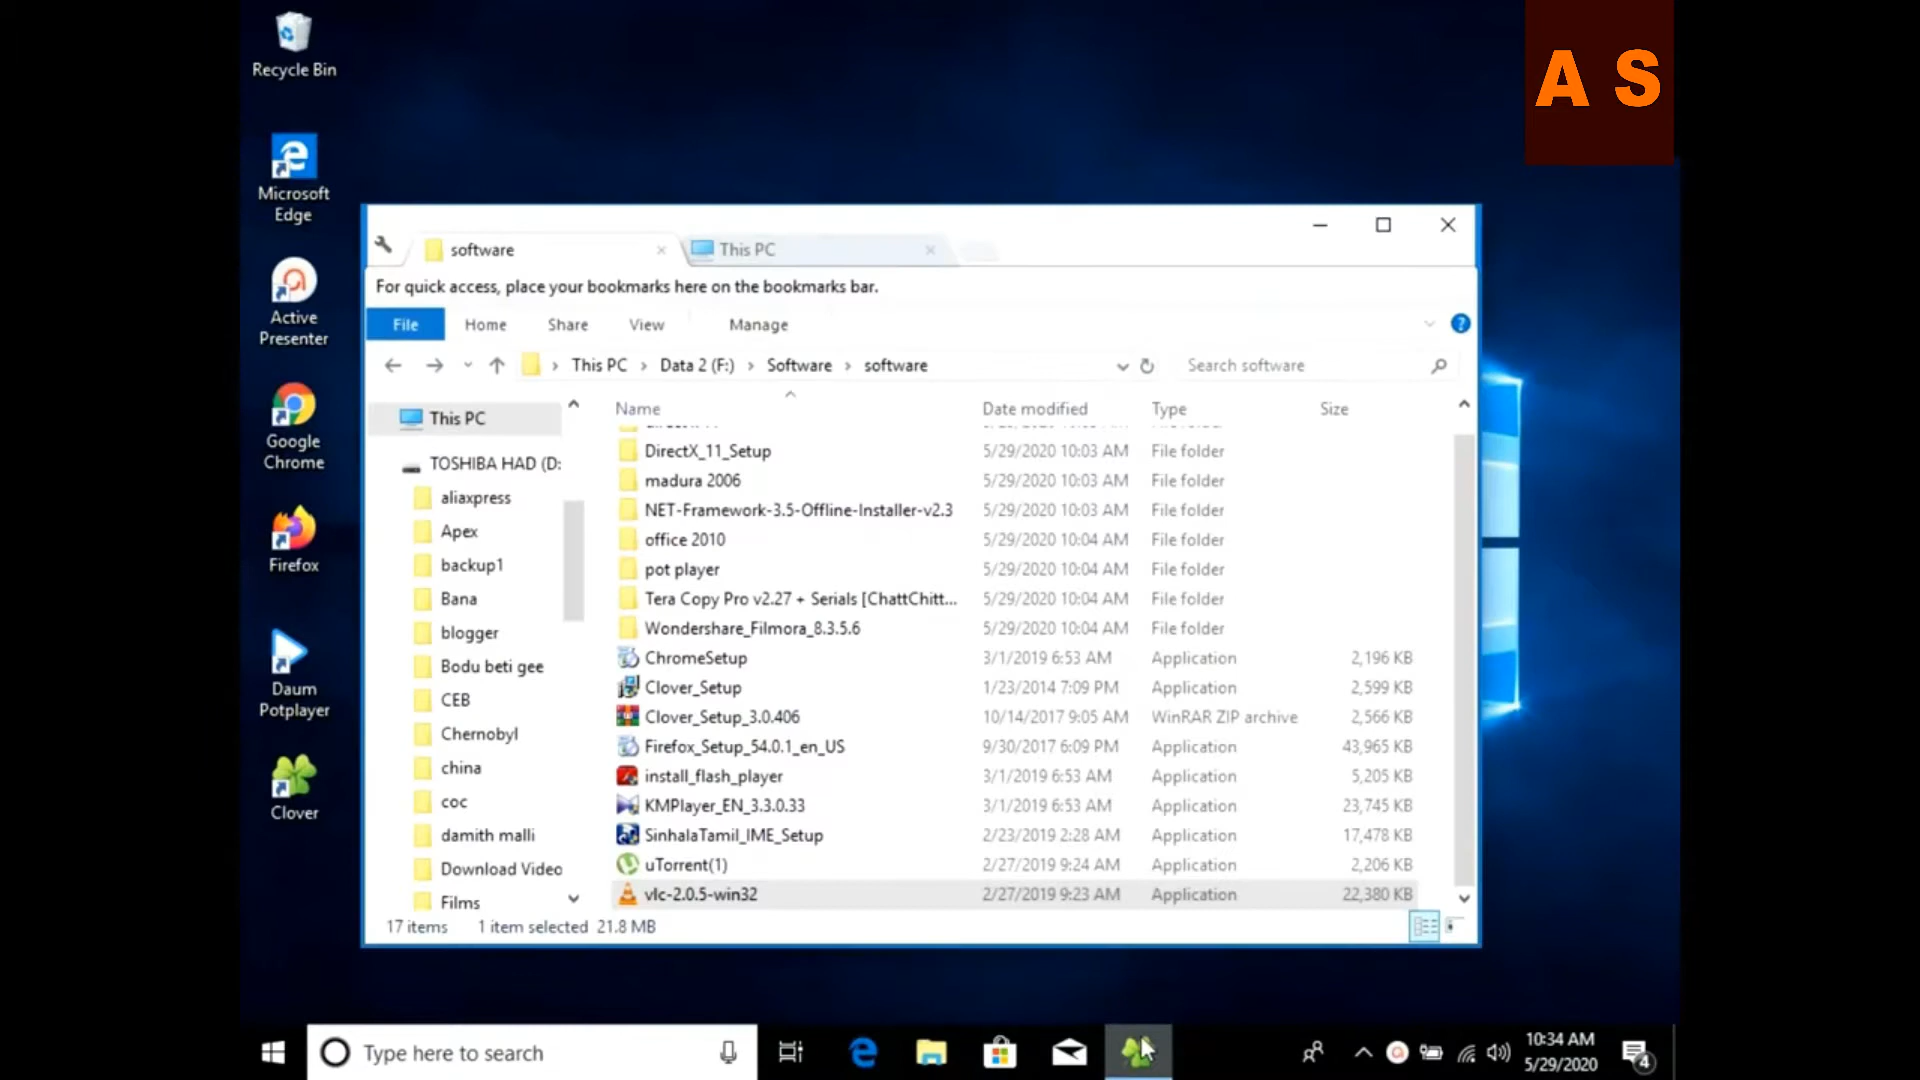 Recycle Bin
Microsoft
Edge
Active
Presenter
Google
Chrome
Firefox
Daum
Potplayer
Clover
A S
software
This PC
For quick access, place your bookmarks here on the bookmarks bar.
File Home Share View Manage
This PC Data 2 (F:) Software software
Search software
This PC
TOSHIBA HAD (D:
aliaxpress
Apex
backup1
Bana
blogger
Bodu beti gee
CEB
Chernobyl
china
coc
damith malli
Download Video
Films
Name Date modified Type Size
DirectX_11_Setup 5/29/2020 10:03 AM File folder
madura 2006 5/29/2020 10:03 AM File folder
NET-Framework-3.5-Offline-Installer-v2.3 5/29/2020 10:03 AM File folder
office 2010 5/29/2020 10:04 AM File folder
pot player 5/29/2020 10:04 AM File folder
Tera Copy Pro v2.27 + Serials [ChattChitt... 5/29/2020 10:04 AM File folder
Wondershare_Filmora_8.3.5.6 5/29/2020 10:04 AM File folder
ChromeSetup 3/1/2019 6:53 AM Application 2,196 KB
Clover_Setup 1/23/2014 7:09 PM Application 2,599 KB
Clover_Setup_3.0.406 10/14/2017 9:05 AM WinRAR ZIP archive 2,566 KB
Firefox_Setup_54.0.1_en_US 9/30/2017 6:09 PM Application 43,965 KB
install_flash_player 3/1/2019 6:53 AM Application 5,205 KB
KMPlayer_EN_3.3.0.33 3/1/2019 6:53 AM Application 23,745 KB
SinhalaTamil_IME_Setup 2/23/2019 2:28 AM Application 17,478 KB
uTorrent(1) 2/27/2019 9:24 AM Application 2,206 KB
vlc-2.0.5-win32 2/27/2019 9:23 AM Application 22,380 KB
17 items 1 item selected 21.8 MB
Type here to search
10:34 AM
5/29/2020
4